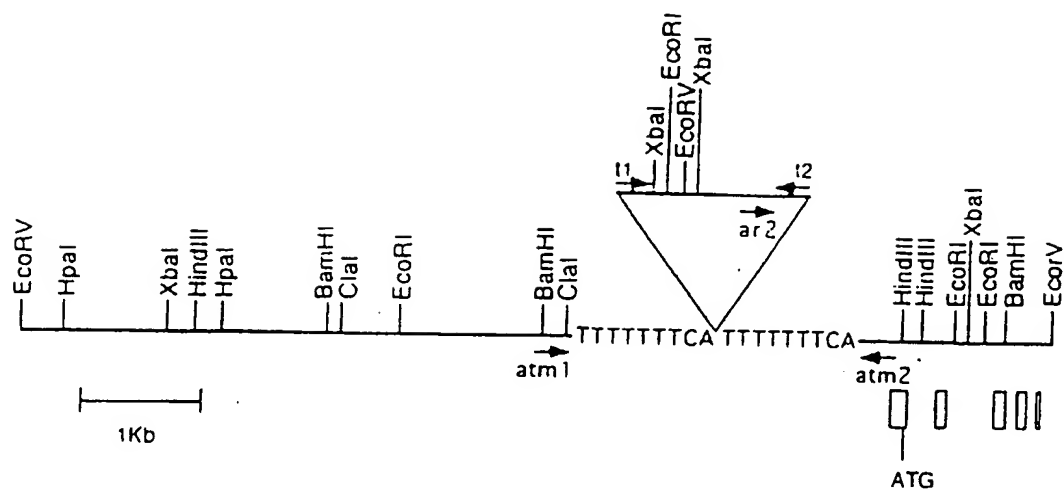 XbaI
EcoRI
EcoRV
XbaI
t1
t2
ar2
EcoRV
HpaI
XbaI
HindIII
HpaI
BamHI
ClaI
EcoRI
BamHI
ClaI
TTTTTTTCA TTTTTTTCA
HindIII
HindIII
EcoRI
XbaI
EcoRI
BamHI
EcorV
atm1
atm2
1Kb
ATG